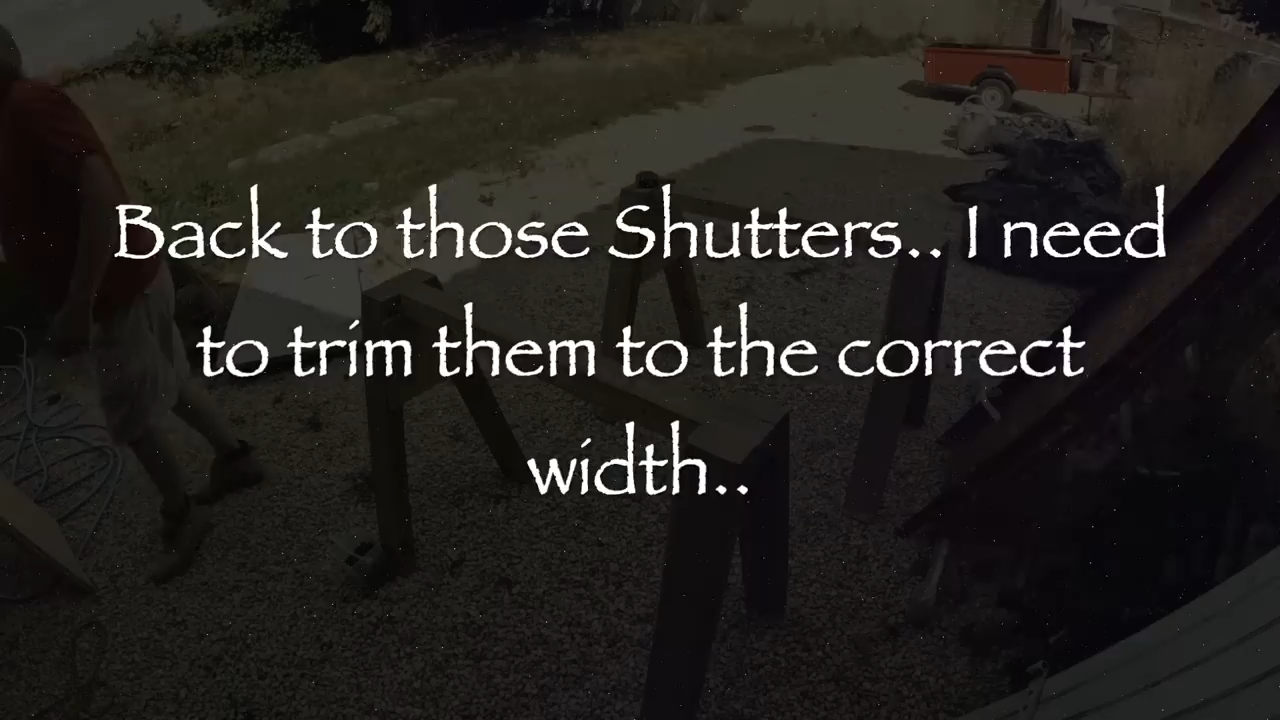 Back to those Shutters.. I need
to trim them to the correct
width..